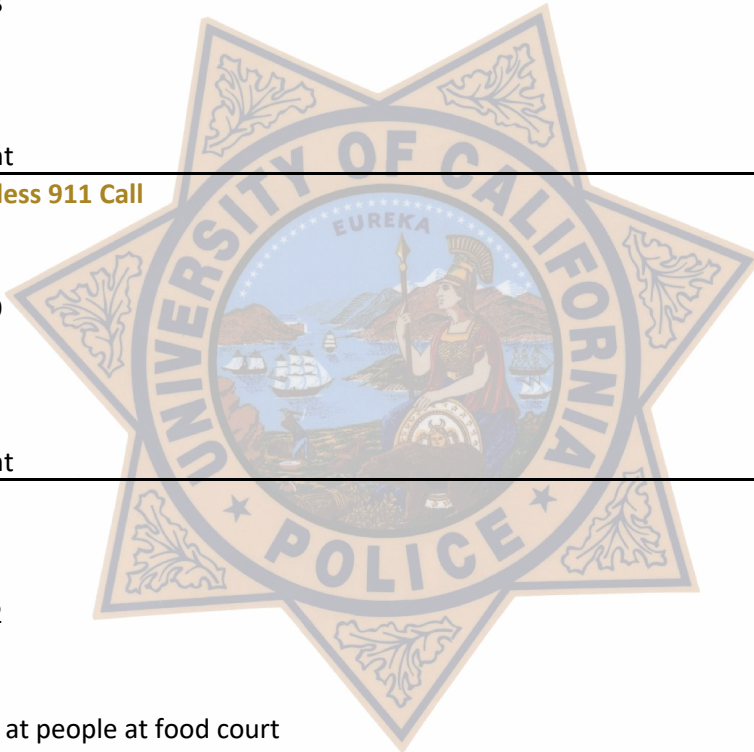 nt
less 911 Call
UNIVERSITY OF CALIFORNIA
EUREKA
nt
POLICE
at people at food court